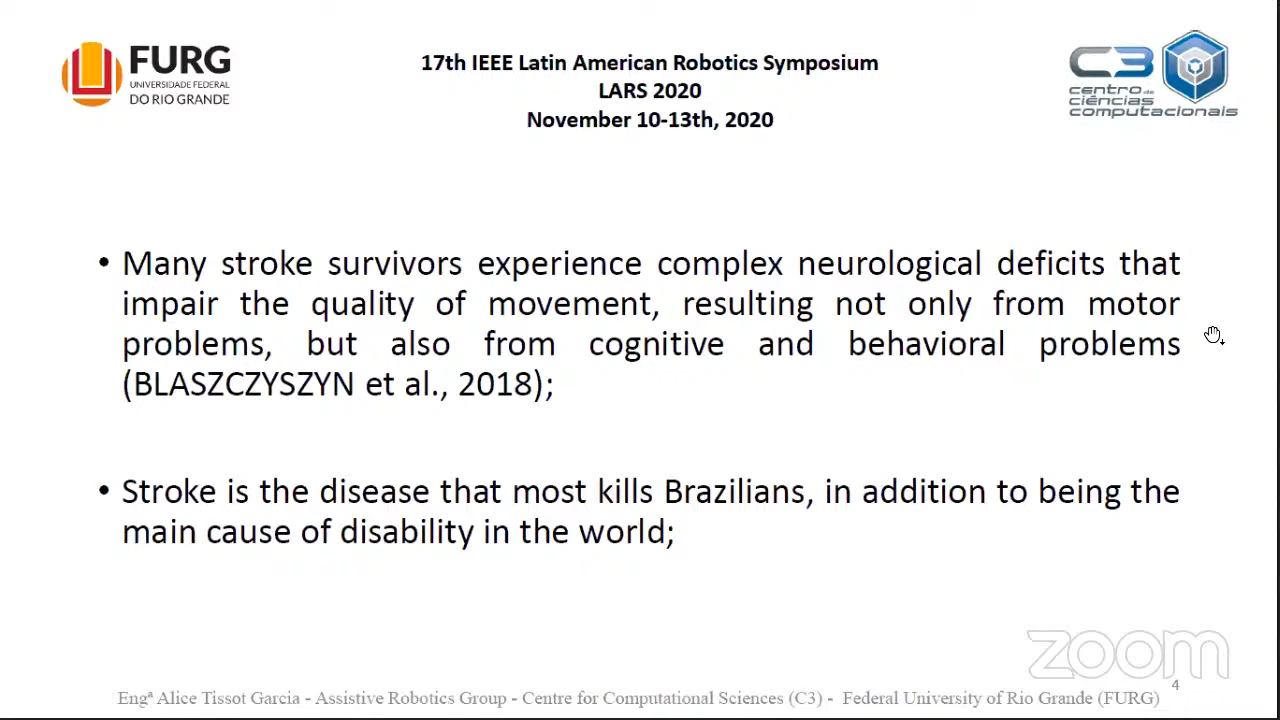 FURG
UNIVERSIDADE FEDERAL
DO RIO GRANDE
17th IEEE Latin American Robotics Symposium
LARS 2020
November 10-13th, 2020
C3
centro de
ciências
computacionais
• Many stroke survivors experience complex neurological deficits that
impair the quality of movement, resulting not only from motor
problems, but also from cognitive and behavioral problems
(BLASZCZYSZYN et al., 2018);
• Stroke is the disease that most kills Brazilians, in addition to being the
main cause of disability in the world;
zoom
Engª Alice Tissot Garcia - Assistive Robotics Group - Centre for Computational Sciences (C3) - Federal University of Rio Grande (FURG)
4